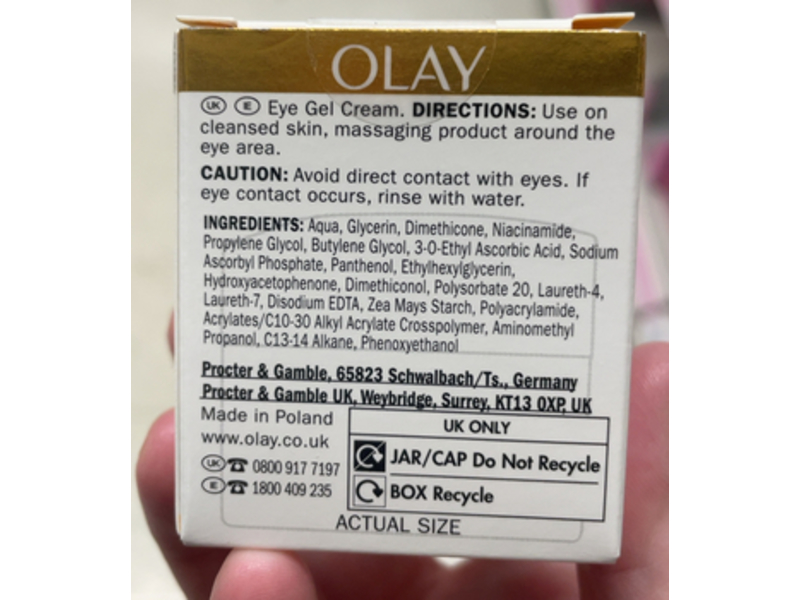 OLAY
UK E Eye Gel Cream. DIRECTIONS: Use on
cleansed skin, massaging product around the
eye area.
CAUTION: Avoid direct contact with eyes. If
eye contact occurs, rinse with water.
INGREDIENTS: Aqua, Glycerin, Dimethicone, Niacinamide,
Propylene Glycol, Butylene Glycol, 3-O-Ethyl Ascorbic Acid, Sodium
Ascorbyl Phosphate, Panthenol, Ethylhexylglycerin,
Hydroxyacetophenone, Dimethiconol, Polysorbate 20, Laureth-4,
Laureth-7, Disodium EDTA, Zea Mays Starch, Polyacrylamide,
Acrylates/C10-30 Alkyl Acrylate Crosspolymer, Aminomethyl
Propanol, C13-14 Alkane, Phenoxyethanol
Procter & Gamble, 65823 Schwalbach/Ts., Germany
Procter & Gamble UK, Weybridge, Surrey, KT13 0XP, UK
Made in Poland
www.olay.co.uk
UK 0800 917 7197
E 1800 409 235
UK ONLY
JAR/CAP Do Not Recycle
BOX Recycle
ACTUAL SIZE